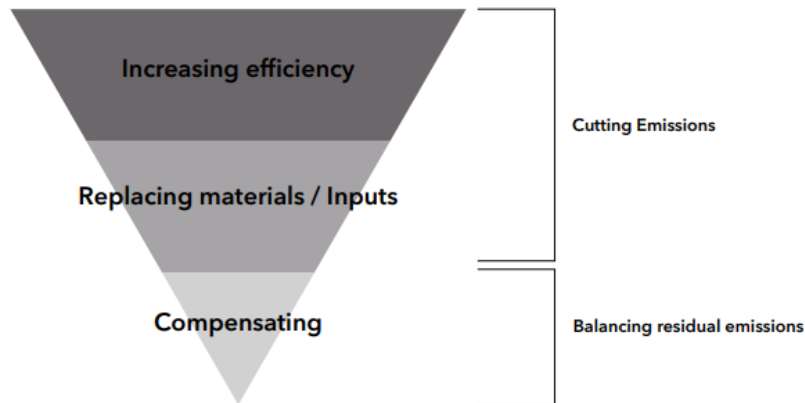 Increasing efficiency
Cutting Emissions
Replacing materials / Inputs
Compensating
Balancing residual emissions